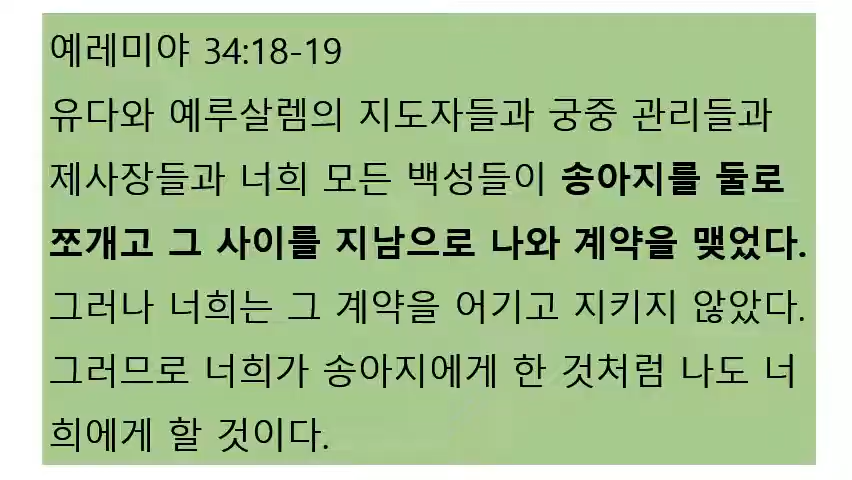 예레미야 34:18-19
유다와 예루살렘의 지도자들과 궁중 관리들과
제사장들과 너희 모든 백성들이 송아지를 둘로
쪼개고 그 사이를 지남으로 나와 계약을 맺었다.
그러나 너희는 그 계약을 어기고 지키지 않았다.
그러므로 너희가 송아지에게 한 것처럼 나도 너
희에게 할 것이다.